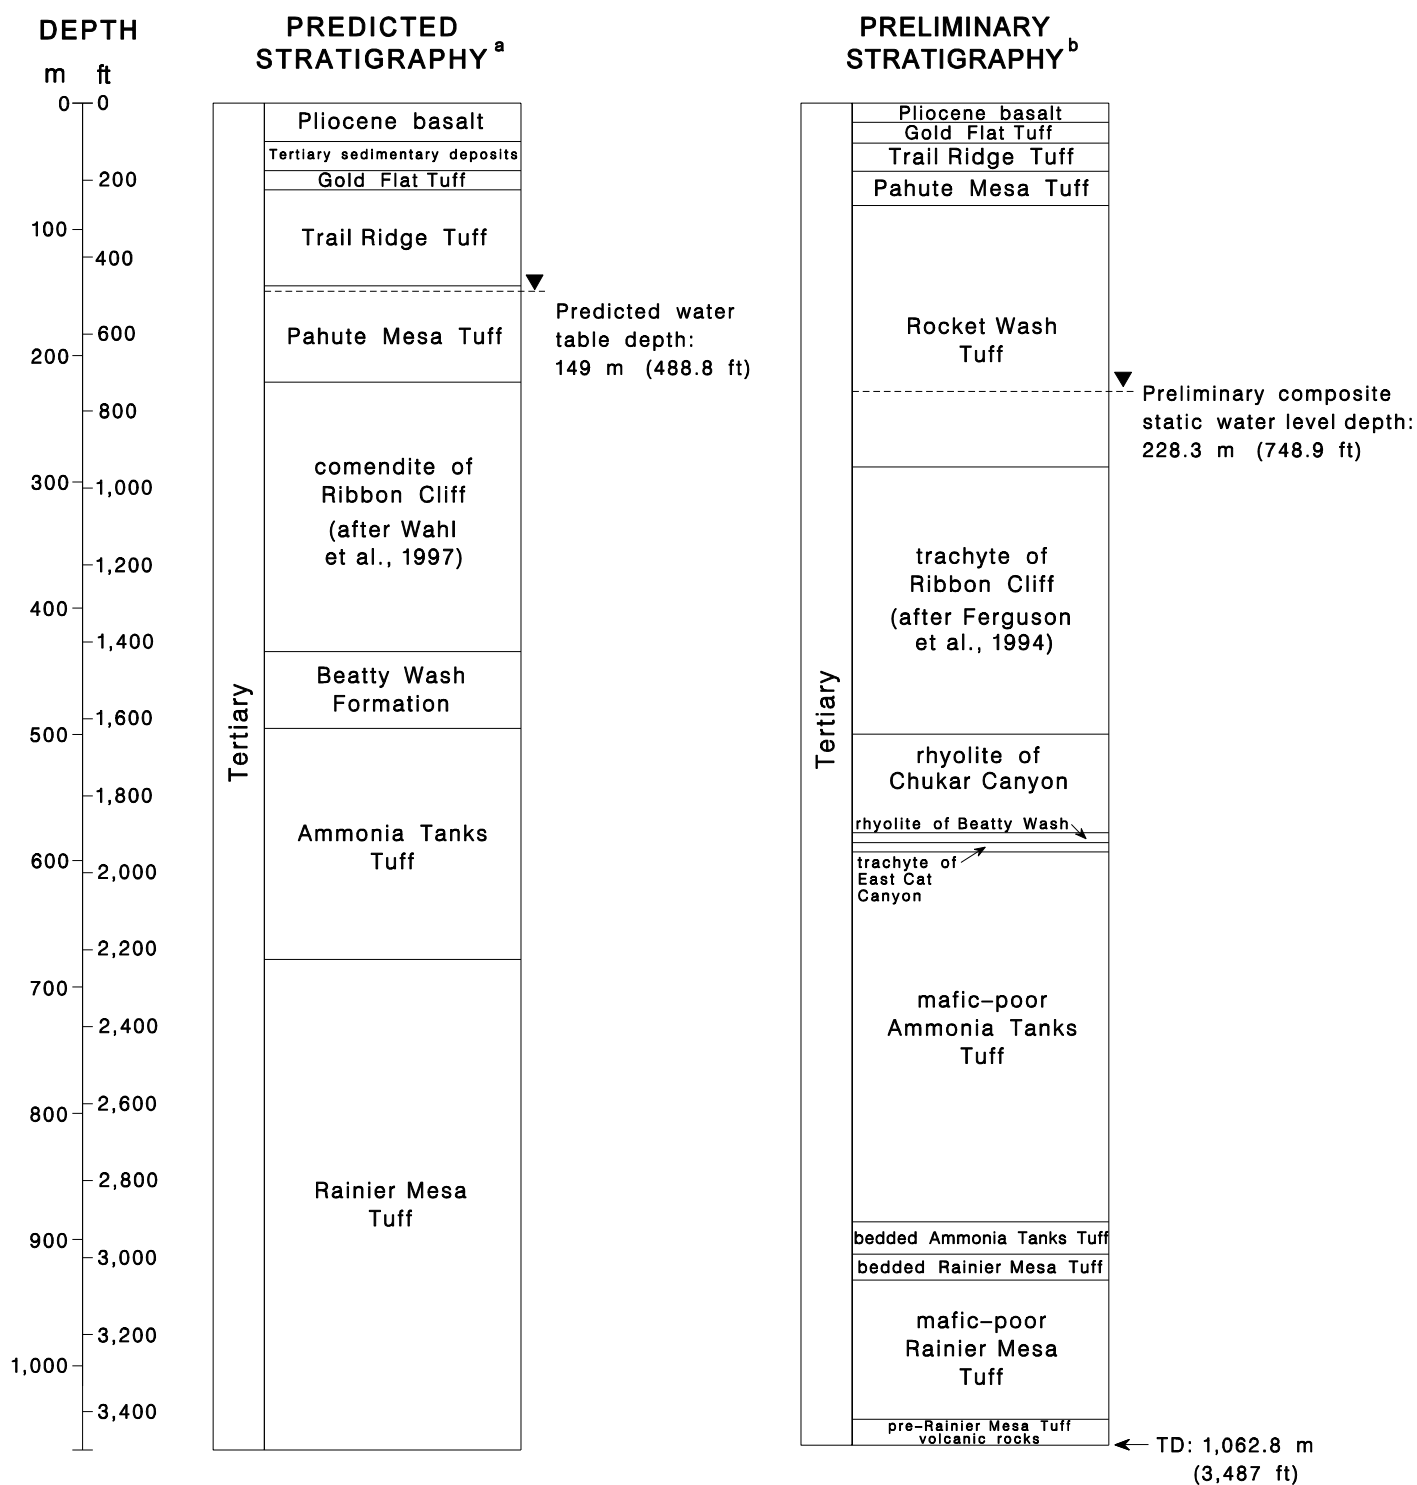 DEPTH
m ft
0 0
200
100
400
600
200
800
300
1,000
1,200
400
1,400
1,600
500
1,800
600
2,000
2,200
700
2,400
2,600
800
2,800
900
3,000
3,200
1,000
3,400
PREDICTED
STRATIGRAPHY a
Tertiary
Pliocene basalt
Tertiary sedimentary deposits
Gold Flat Tuff
Trail Ridge Tuff
Pahute Mesa Tuff
comendite of
Ribbon Cliff
(after Wahl
et al., 1997)
Beatty Wash
Formation
Ammonia Tanks
Tuff
Rainier Mesa
Tuff
Predicted water
table depth:
149 m (488.8 ft)
PRELIMINARY
STRATIGRAPHY b
Tertiary
Pliocene basalt
Gold Flat Tuff
Trail Ridge Tuff
Pahute Mesa Tuff
Rocket Wash
Tuff
trachyte of
Ribbon Cliff
(after Ferguson
et al., 1994)
rhyolite of
Chukar Canyon
rhyolite of Beatty Wash
trachyte of
East Cat
Canyon
mafic–poor
Ammonia Tanks
Tuff
bedded Ammonia Tanks Tuff
bedded Rainier Mesa Tuff
mafic–poor
Rainier Mesa
Tuff
pre–Rainier Mesa Tuff
volcanic rocks
Preliminary composite
static water level depth:
228.3 m (748.9 ft)
TD: 1,062.8 m
(3,487 ft)